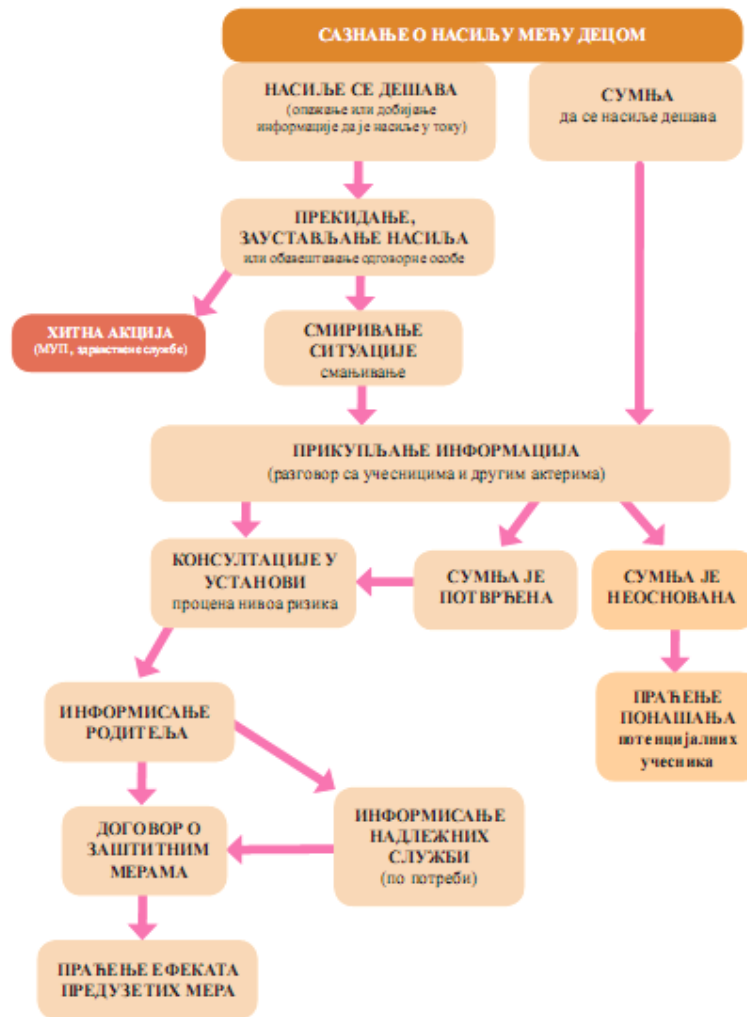 САЗНАЊЕ О НАСИЉУ МЕЂУ ДЕЦОМ
НАСИЉЕ СЕ ДЕШАВА
(опажање или добијање
информације да је насиље у току)
СУМЊА
да се насиље дешава
ПРЕКИДАЊЕ,
ЗАУСТАВЉАЊЕ НАСИЉА
или обавештавање одговорне особе
ХИТНА АКЦИЈА
(МУП, здравствене службе)
СМИРИВАЊЕ
СИТУАЦИЈЕ
смањивање
ПРИКУПЉАЊЕ ИНФОРМАЦИЈА
(разговор са учесницима и другим актерима)
КОНСУЛТАЦИЈЕ У
УСТАНОВИ
процена нивоа ризика
СУМЊА ЈЕ
ПОТВРЂЕНА
СУМЊА ЈЕ
НЕОСНОВАНА
ПРАЋЕЊЕ
ПОНАШАЊА
потенцијалних
учесника
ИНФОРМИСАЊЕ
РОДИТЕЉА
ИНФОРМИСАЊЕ
НАДЛЕЖНИХ
СЛУЖБИ
(по потреби)
ДОГОВОР О
ЗАШТИТНИМ
МЕРАМА
ПРАЋЕЊЕ ЕФЕКАТА
ПРЕДУЗЕТИХ МЕРА